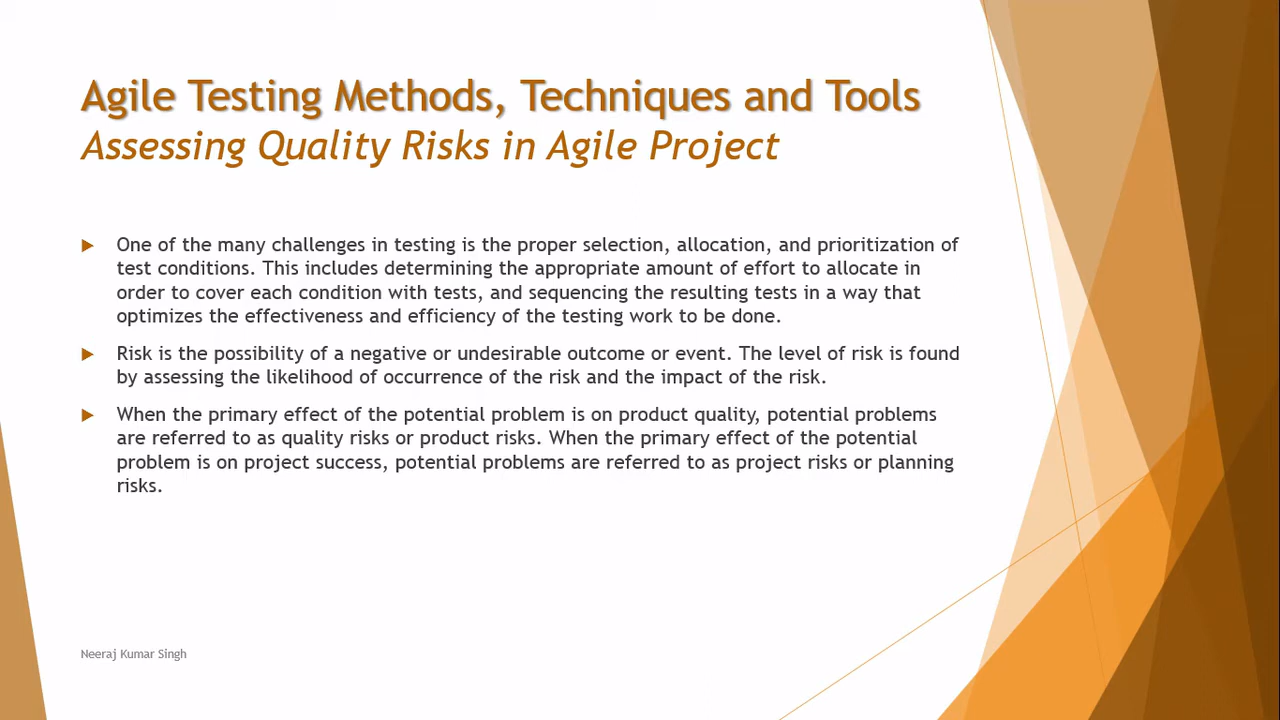 Agile Testing Methods, Techniques and Tools
Assessing Quality Risks in Agile Project
One of the many challenges in testing is the proper selection, allocation, and prioritization of
test conditions. This includes determining the appropriate amount of effort to allocate in
order to cover each condition with tests, and sequencing the resulting tests in a way that
optimizes the effectiveness and efficiency of the testing work to be done.
Risk is the possibility of a negative or undesirable outcome or event. The level of risk is found
by assessing the likelihood of occurrence of the risk and the impact of the risk.
When the primary effect of the potential problem is on product quality, potential problems
are referred to as quality risks or product risks. When the primary effect of the potential
problem is on project success, potential problems are referred to as project risks or planning
risks.
Neeraj Kumar Singh